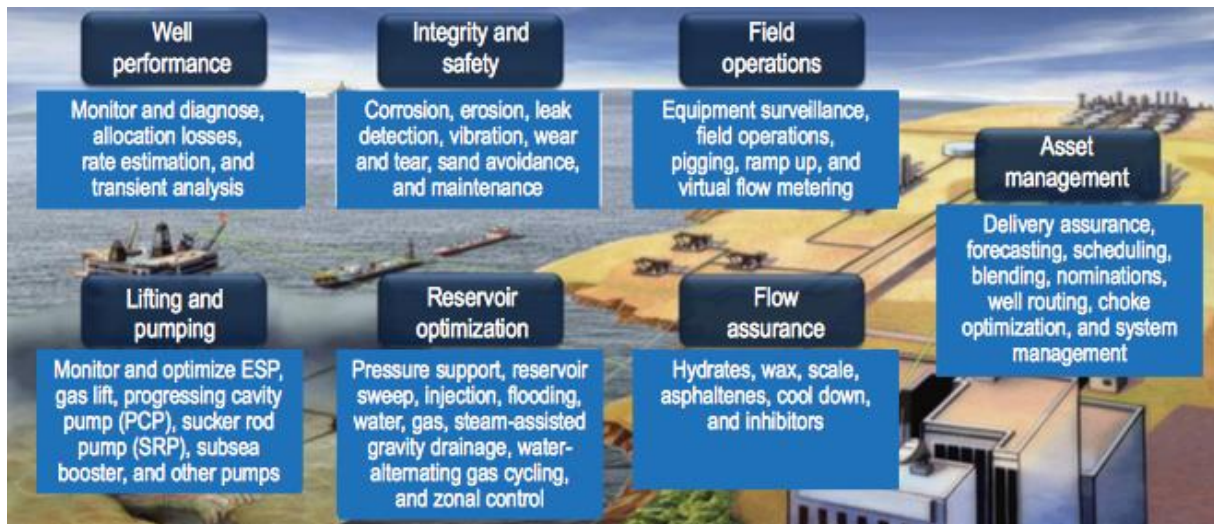 Well
performance
Monitor and diagnose,
allocation losses,
rate estimation, and
transient analysis
Integrity and
safety
Corrosion, erosion, leak
detection, vibration, wear
and tear, sand avoidance,
and maintenance
Field
operations
Equipment surveillance,
field operations,
pigging, ramp up, and
virtual flow metering
Asset
management
Delivery assurance,
forecasting, scheduling,
blending, nominations,
well routing, choke
optimization, and system
management
Lifting and
pumping
Monitor and optimize ESP,
gas lift, progressing cavity
pump (PCP), sucker rod
pump (SRP), subsea
booster, and other pumps
Reservoir
optimization
Pressure support, reservoir
sweep, injection, flooding,
water, gas, steam-assisted
gravity drainage, water-
alternating gas cycling,
and zonal control
Flow
assurance
Hydrates, wax, scale,
asphaltenes, cool down,
and inhibitors